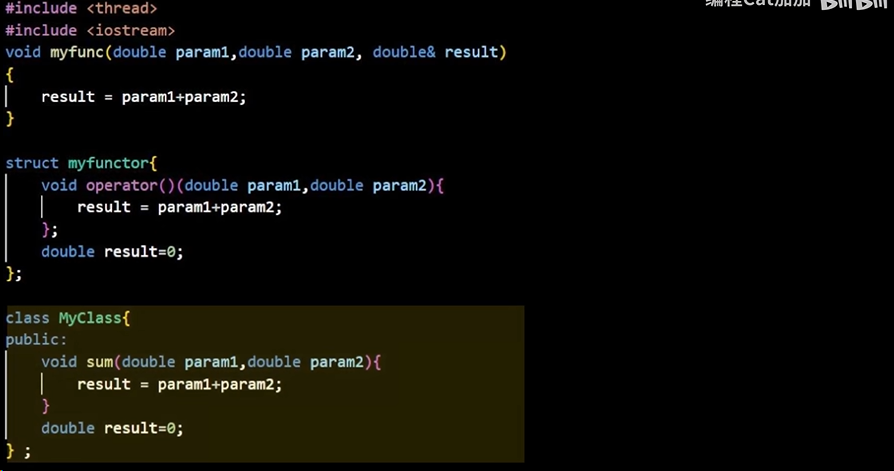 编程Cat加加 bilibili
#include <thread>
#include <iostream>
void myfunc(double param1,double param2, double& result)
{
    result = param1+param2;
}
struct myfunctor{
    void operator()(double param1,double param2){
        result = param1+param2;
    };
    double result=0;
};
class MyClass{
public:
    void sum(double param1,double param2){
        result = param1+param2;
    }
    double result=0;
} ;